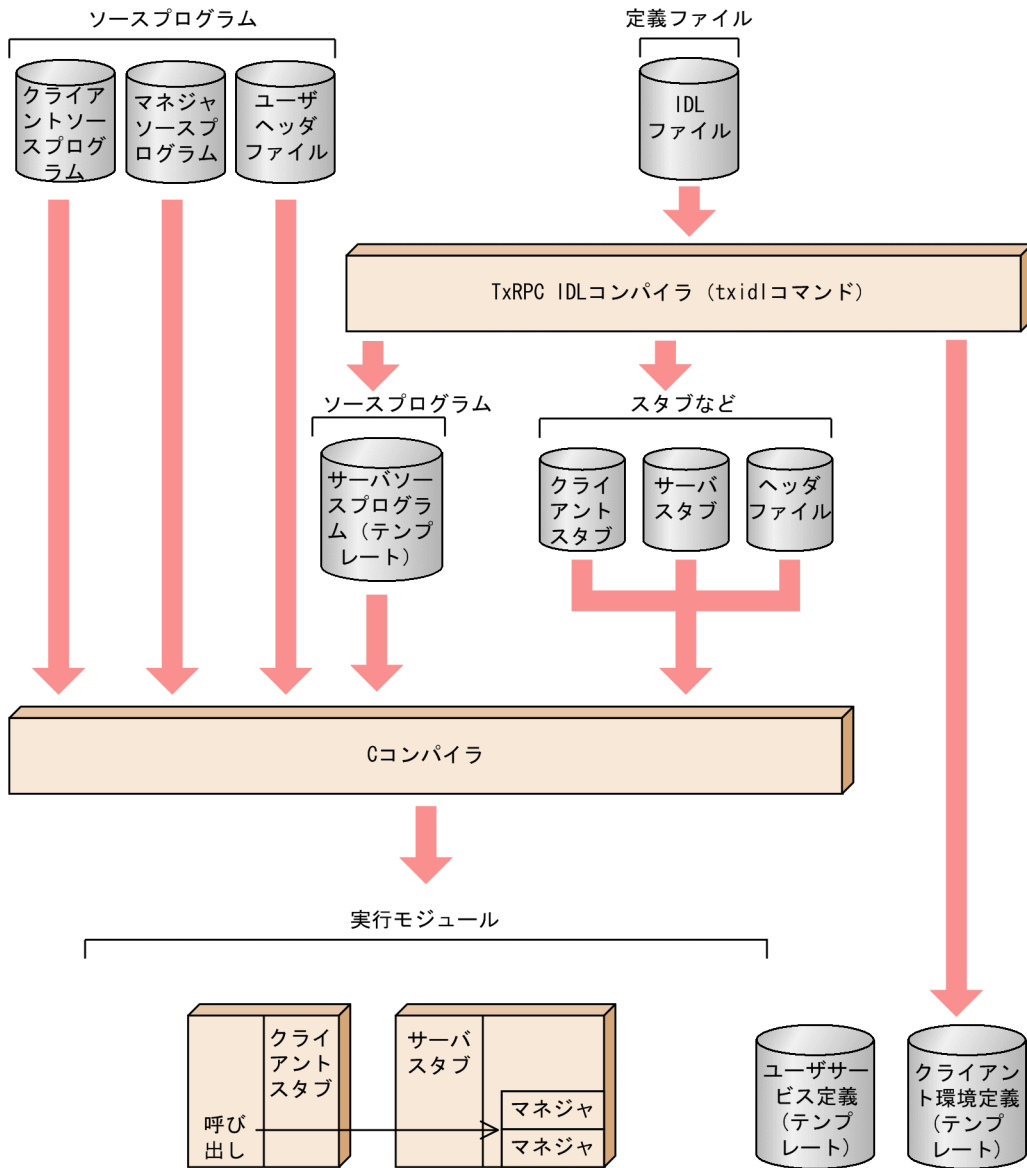 ソースプログラム
定義ファイル
クライア
ントソー
スプログ
ラム
マネジャ
ソースプ
ログラム
ユーザ
ヘッダ
ファイル
IDL
ファイル
TxRPC IDLコンパイラ（txidlコマンド）
ソースプログラム
スタブなど
サーバソー
スプログラ
ム（テンプ
レート）
クライ
アント
スタブ
サーバ
スタブ
ヘッダ
ファイル
Cコンパイラ
実行モジュール
クライ
アント
スタブ
呼び
出し
サーバ
スタブ
マネジャ
マネジャ
ユーザサー
ビス定義
(テンプ
レート)
クライアン
ト環境定義
(テンプ
レート)